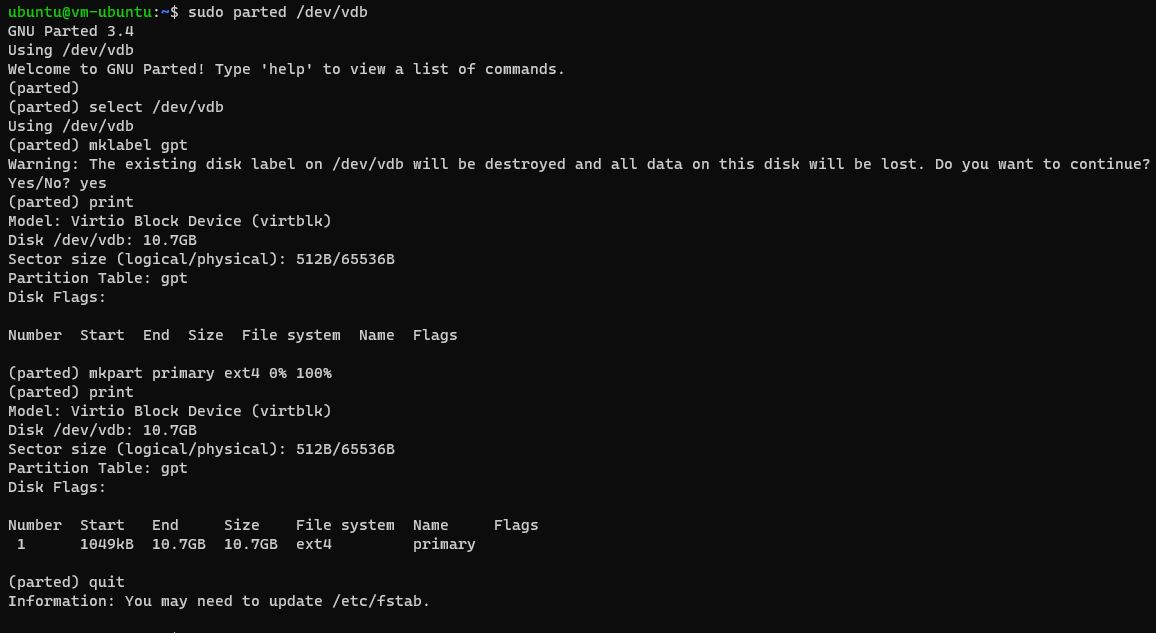 ubuntu@vm-ubuntu:~$ sudo parted /dev/vdb
GNU Parted 3.4
Using /dev/vdb
Welcome to GNU Parted! Type 'help' to view a list of commands.
(parted)
(parted) select /dev/vdb
Using /dev/vdb
(parted) mklabel gpt
Warning: The existing disk label on /dev/vdb will be destroyed and all data on this disk will be lost. Do you want to continue?
Yes/No? yes
(parted) print
Model: Virtio Block Device (virtblk)
Disk /dev/vdb: 10.7GB
Sector size (logical/physical): 512B/65536B
Partition Table: gpt
Disk Flags:

Number  Start  End  Size  File system  Name  Flags

(parted) mkpart primary ext4 0% 100%
(parted) print
Model: Virtio Block Device (virtblk)
Disk /dev/vdb: 10.7GB
Sector size (logical/physical): 512B/65536B
Partition Table: gpt
Disk Flags:

Number  Start   End     Size    File system  Name     Flags
 1      1049kB  10.7GB  10.7GB  ext4         primary

(parted) quit
Information: You may need to update /etc/fstab.